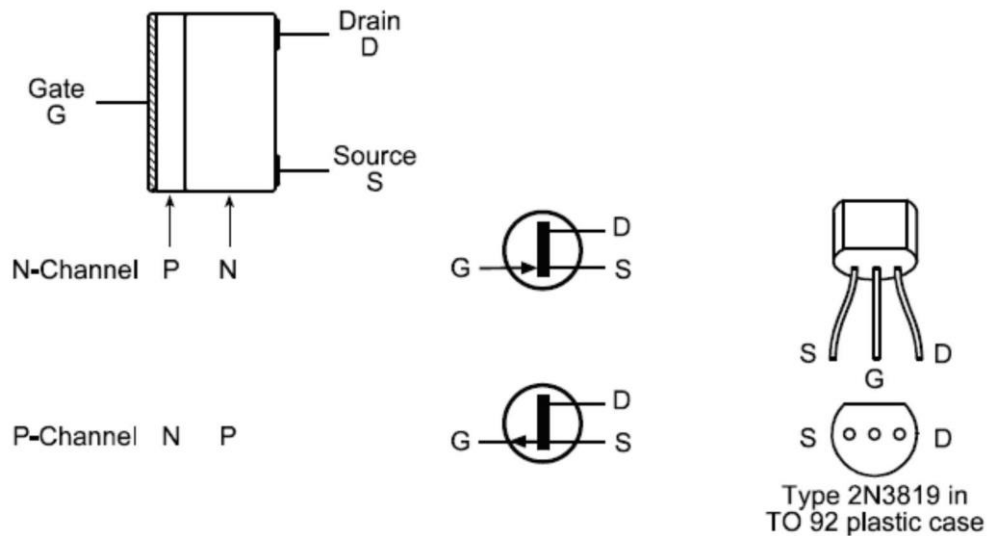 Drain
D
Gate
G
Source
S
N-Channel P N
G D S
S D
G
P-Channel N P
G D S
S D
Type 2N3819 in
TO 92 plastic case